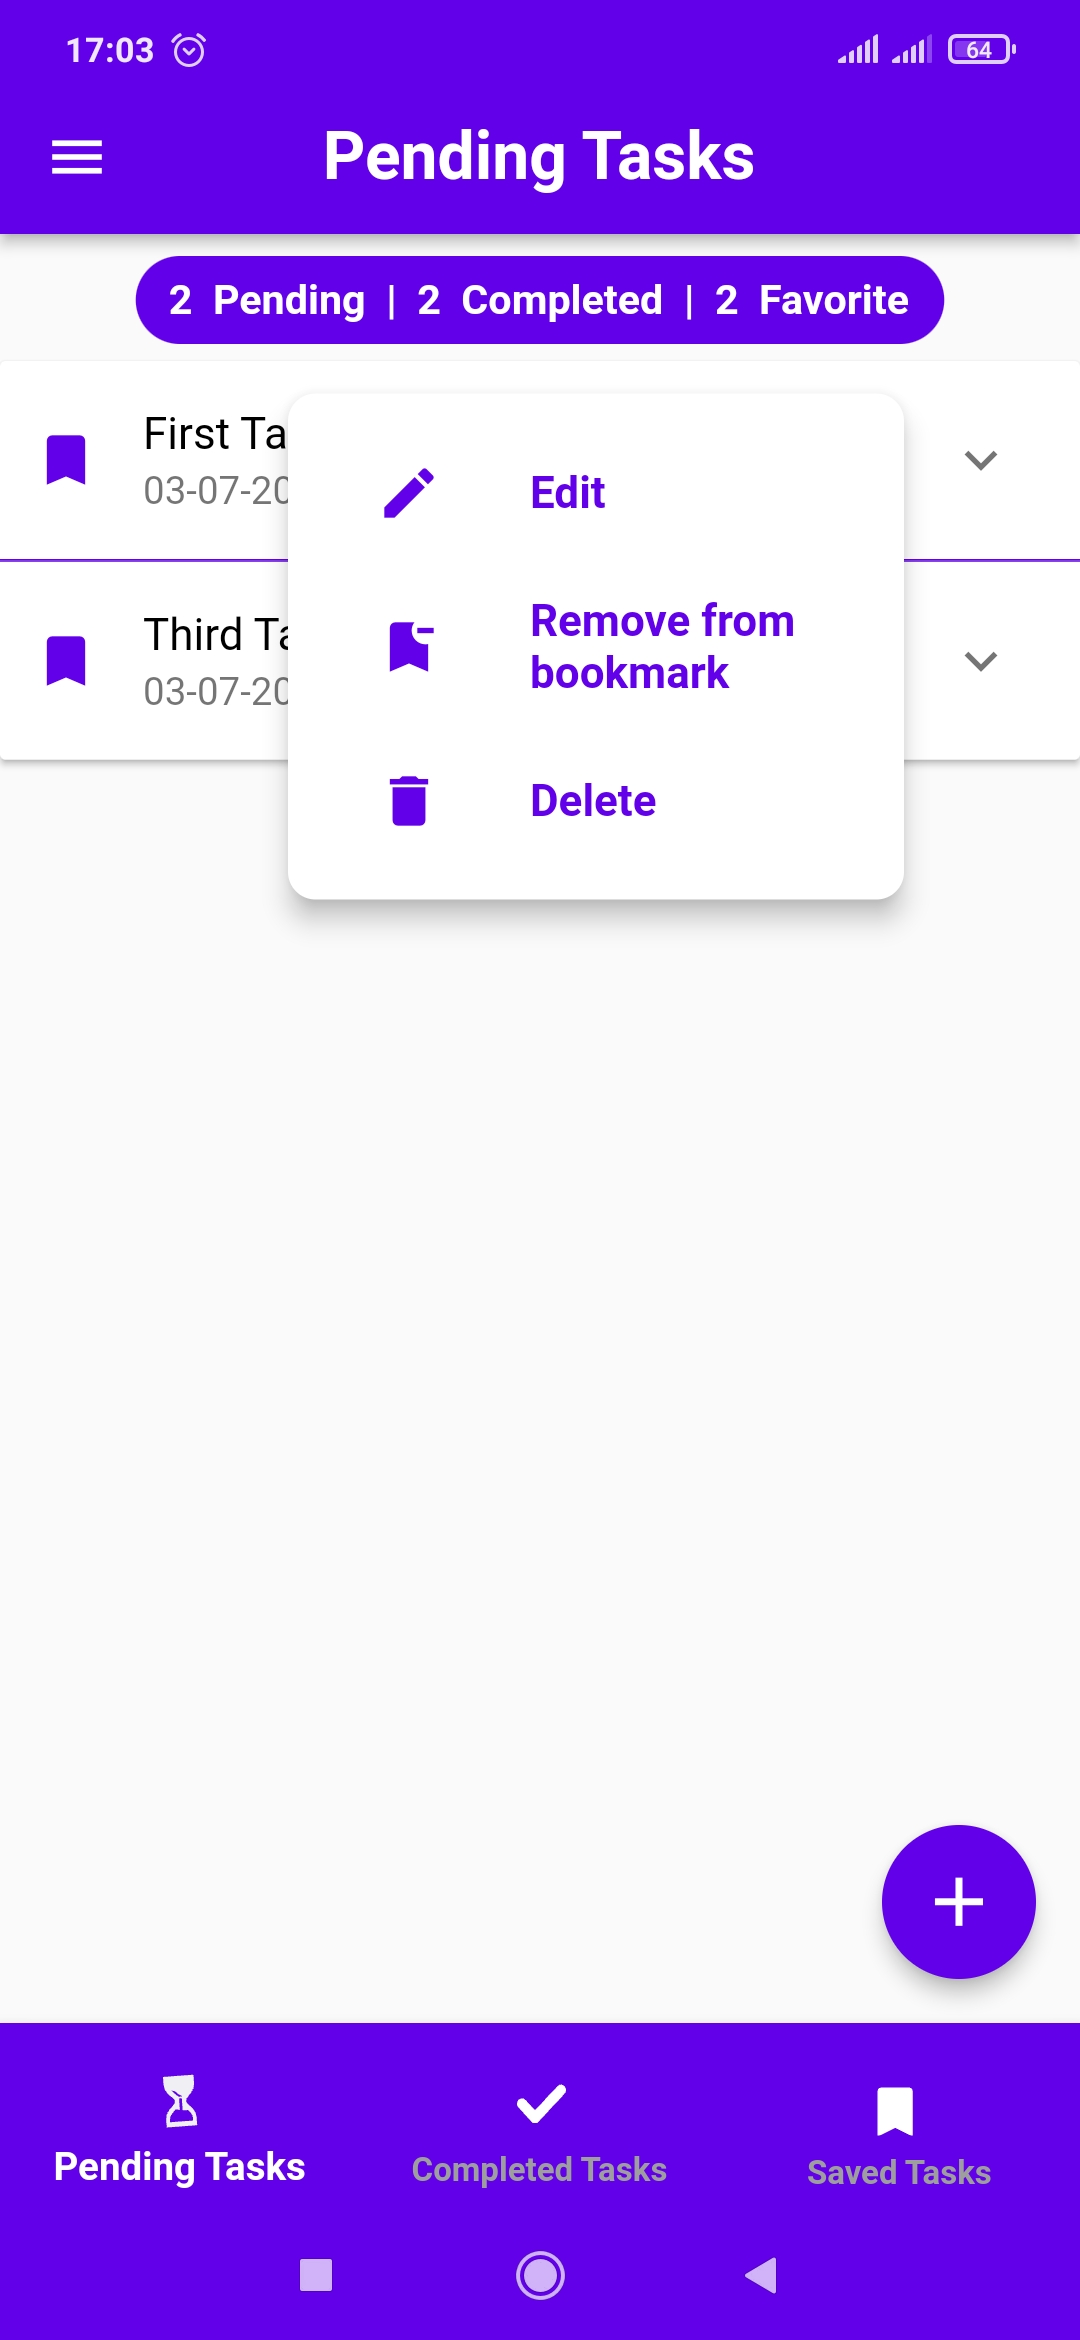 17:03
64
Pending Tasks
2 Pending | 2 Completed | 2 Favorite
First Ta
03-07-20
Third Ta
03-07-20
Edit
Remove from
bookmark
Delete
Pending Tasks
Completed Tasks
Saved Tasks